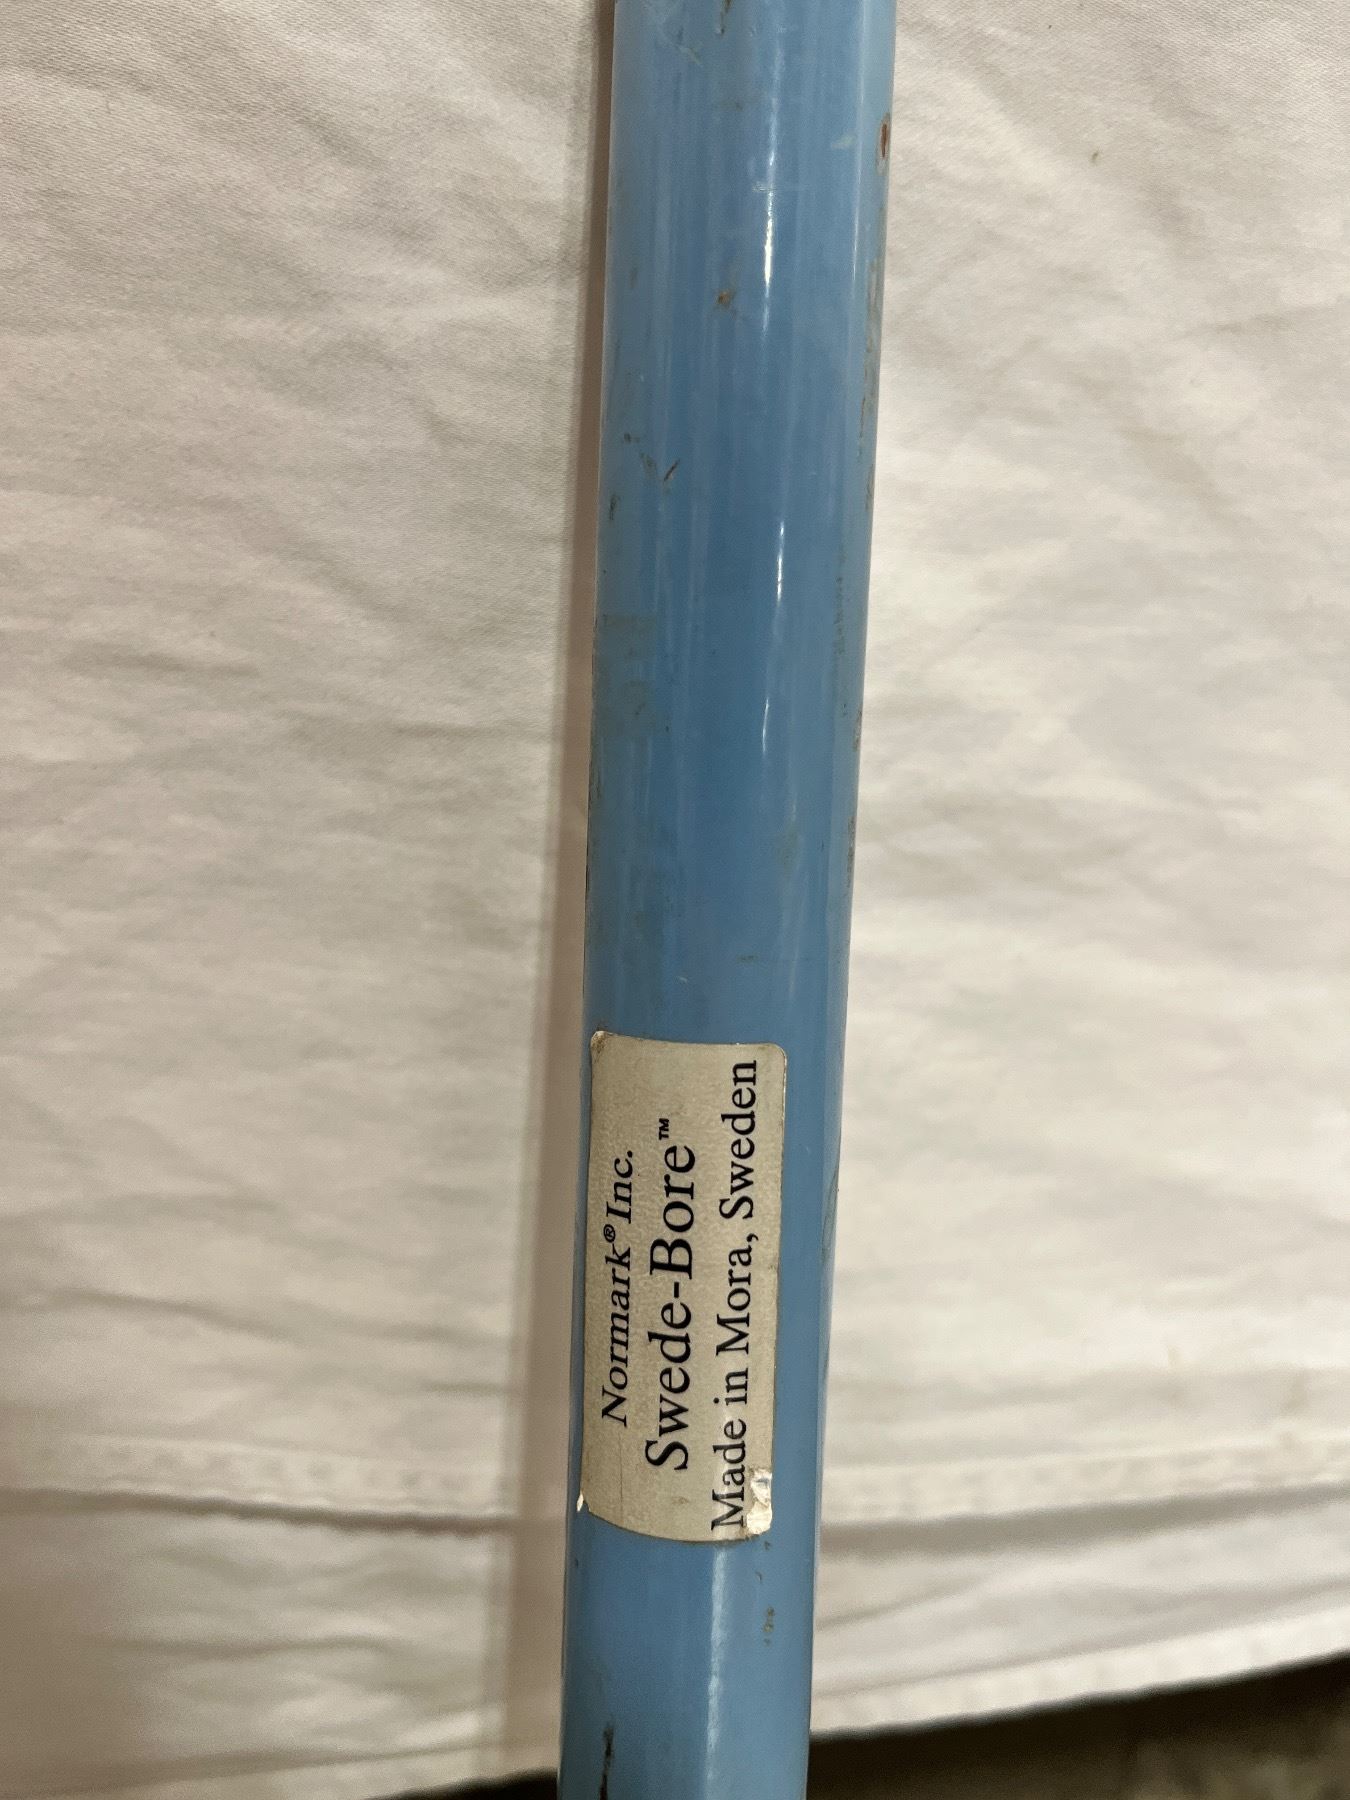 Normark® Inc.
Swede-Bore™
Made in Mora, Sweden